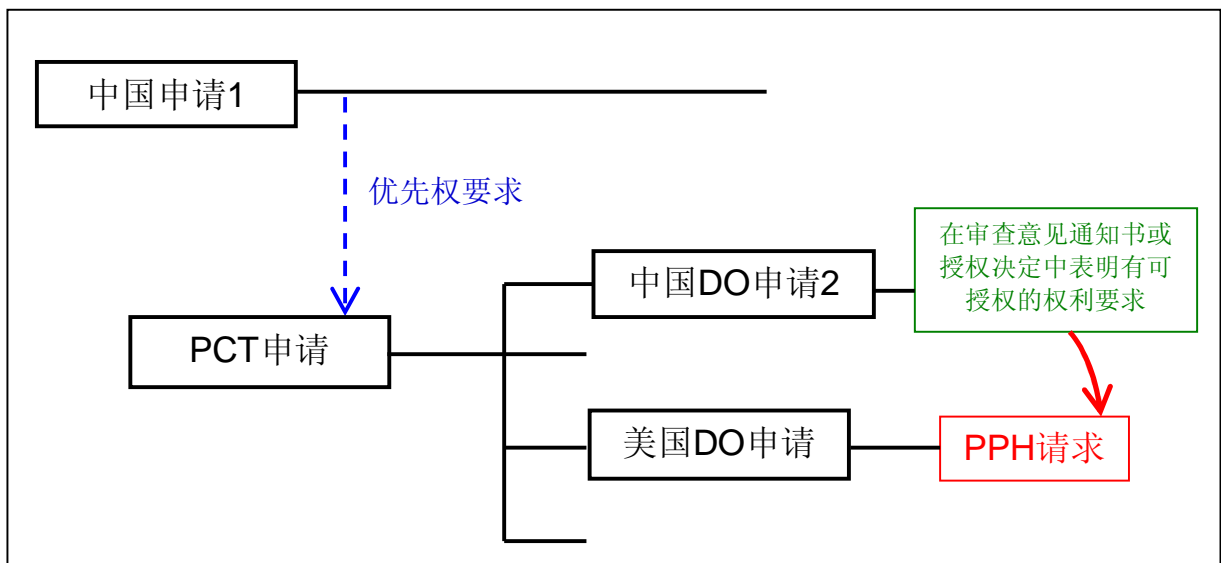 中国申请1
优先权要求
PCT申请
中国DO申请2
在审查意见通知书或
授权决定中表明有可
授权的权利要求
美国DO申请
PPH请求